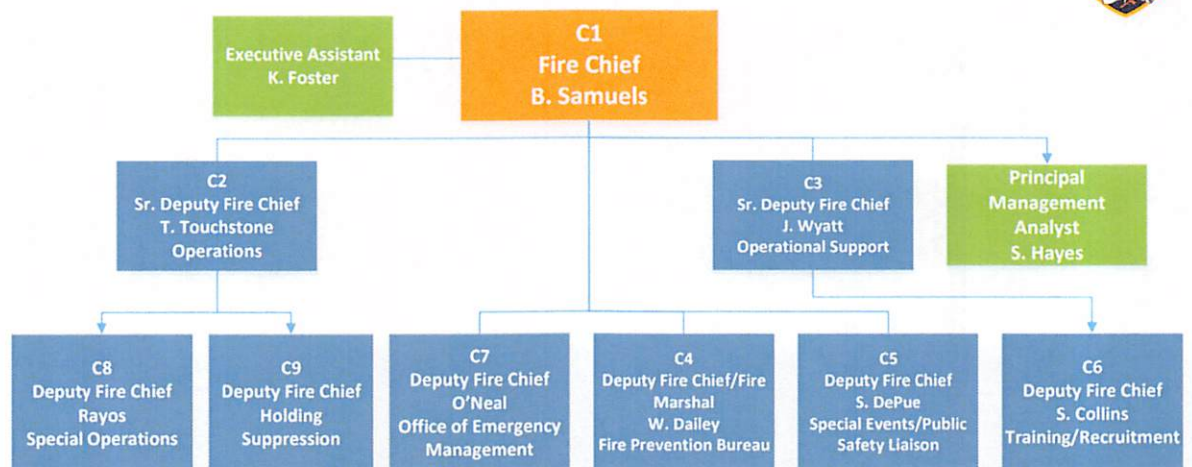 Executive Assistant
K. Foster
C1
Fire Chief
B. Samuels
C2
Sr. Deputy Fire Chief
T. Touchstone
Operations
C3
Sr. Deputy Fire Chief
J. Wyatt
Operational Support
Principal
Management
Analyst
S. Hayes
C8
Deputy Fire Chief
Rayos
Special Operations
C9
Deputy Fire Chief
Holding
Suppression
C7
Deputy Fire Chief
O'Neal
Office of Emergency
Management
C4
Deputy Fire Chief/Fire
Marshal
W. Dailey
Fire Prevention Bureau
C5
Deputy Fire Chief
S. DePue
Special Events/Public
Safety Liaison
C6
Deputy Fire Chief
S. Collins
Training/Recruitment